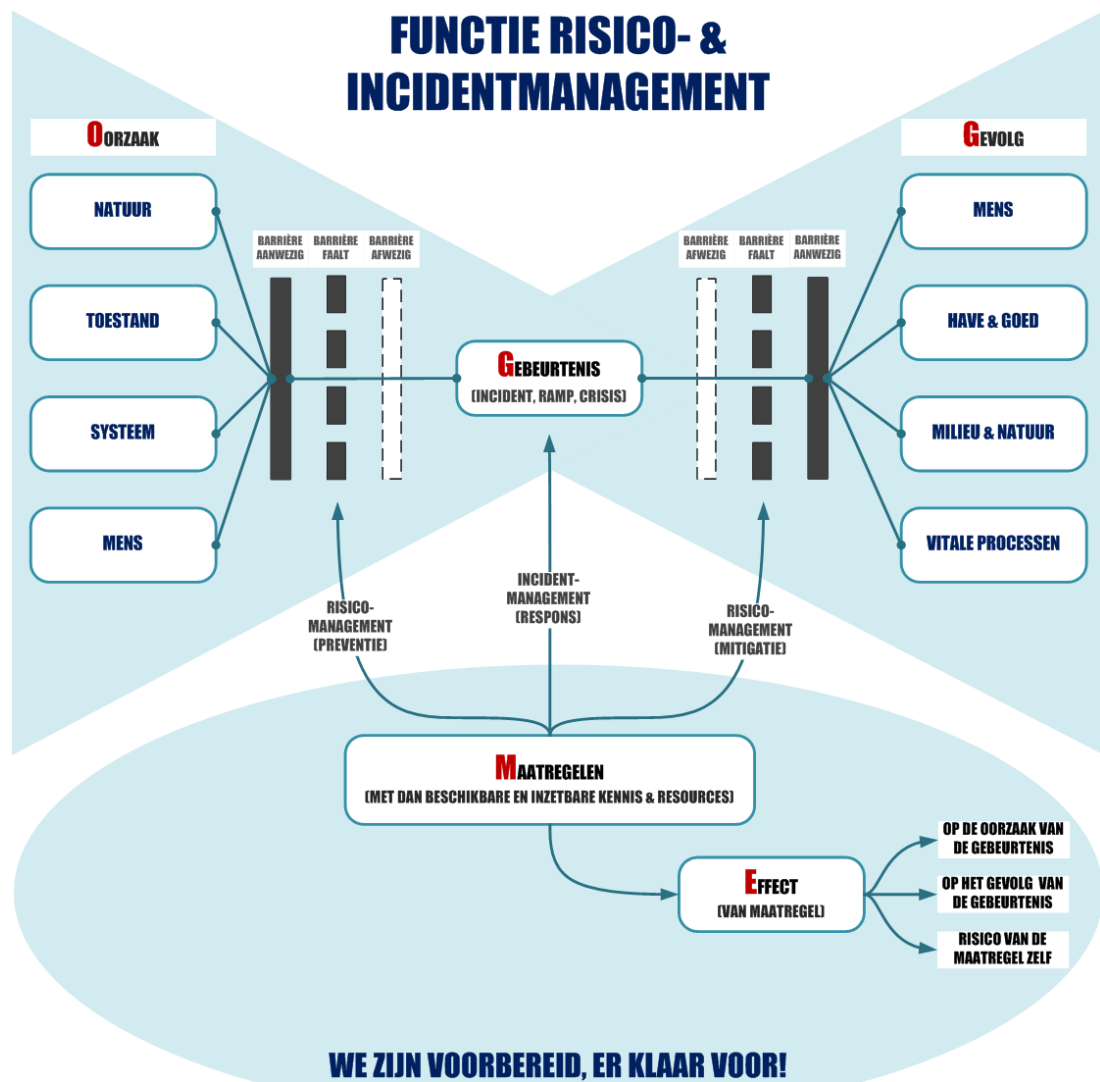 FUNCTIE RISICO- &
INCIDENTMANAGEMENT
OORZAAK
NATUUR
TOESTAND
SYSTEEM
MENS
BARRIÈRE
AANWEZIG
BARRIÈRE
FAALT
BARRIÈRE
AFWEZIG
GEBEURTENIS
(INCIDENT, RAMP, CRISIS)
BARRIÈRE
AFWEZIG
BARRIÈRE
FAALT
BARRIÈRE
AANWEZIG
GEVOLG
MENS
HAVE & GOED
MILIEU & NATUUR
VITALE PROCESSEN
RISICO-
MANAGEMENT
(PREVENTIE)
INCIDENT-
MANAGEMENT
(RESPONS)
RISICO-
MANAGEMENT
(MITIGATIE)
MAATREGELEN
(MET DAN BESCHIKBARE EN INZETBARE KENNIS & RESOURCES)
EFFECT
(VAN MAATREGEL)
OP DE OORZAAK VAN
DE GEBEURTENIS
OP HET GEVOLG VAN
DE GEBEURTENIS
RISICO VAN DE
MAATREGEL ZELF
WE ZIJN VOORBEREID, ER KLAAR VOOR!